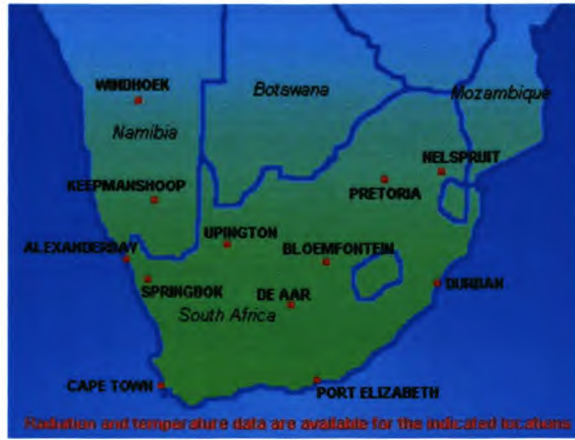 WINDHOEK
Botswana
Mozambique
Namibia
NELSPRUIT
KEEPMANSHOOP
PRETORIA
UPINGTON
ALEXANDERBAY
BLOEMFONTEIN
SPRINGBOK
DE AAR
DURBAN
South Africa
CAPE TOWN
PORT ELIZABETH
Radiation and temperature data are available for the indicated locations